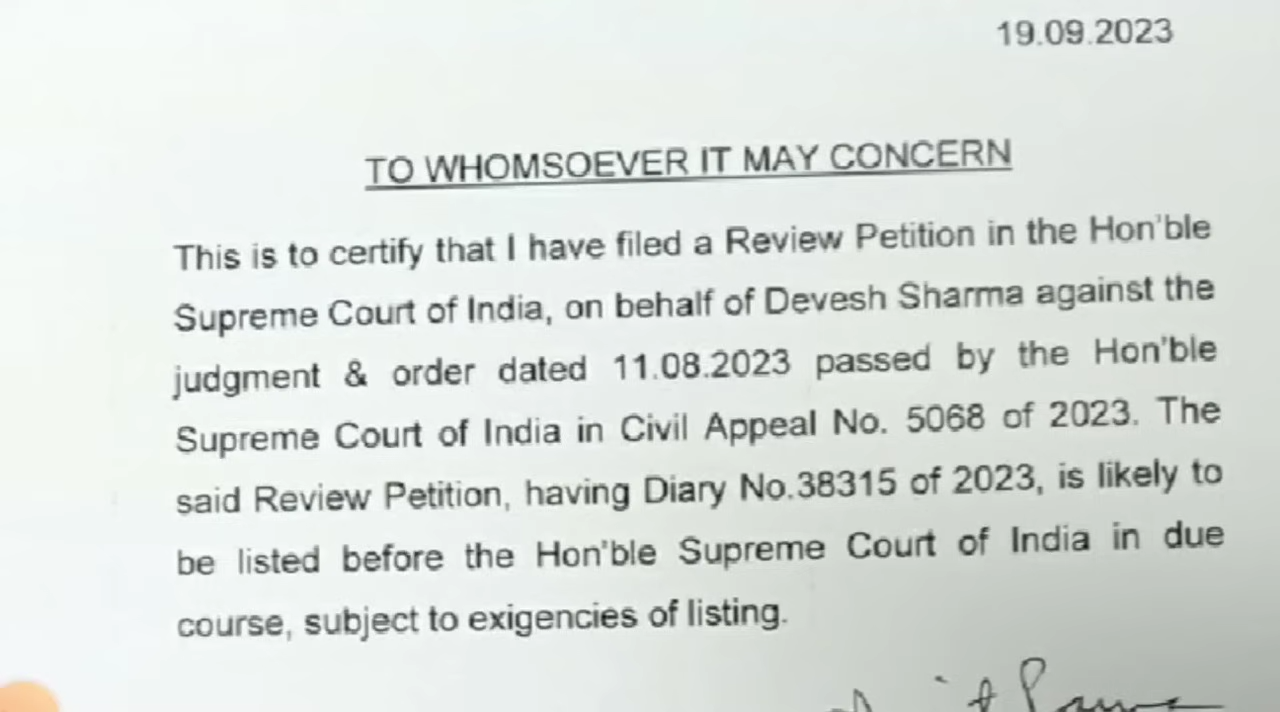 19.09.2023
TO WHOMSOEVER IT MAY CONCERN
This is to certify that I have filed a Review Petition in the Hon'ble
Supreme Court of India, on behalf of Devesh Sharma against the
judgment & order dated 11.08.2023 passed by the Hon'ble
Supreme Court of India in Civil Appeal No. 5068 of 2023. The
said Review Petition, having Diary No.38315 of 2023, is likely to
be listed before the Hon'ble Supreme Court of India in due
course, subject to exigencies of listing.